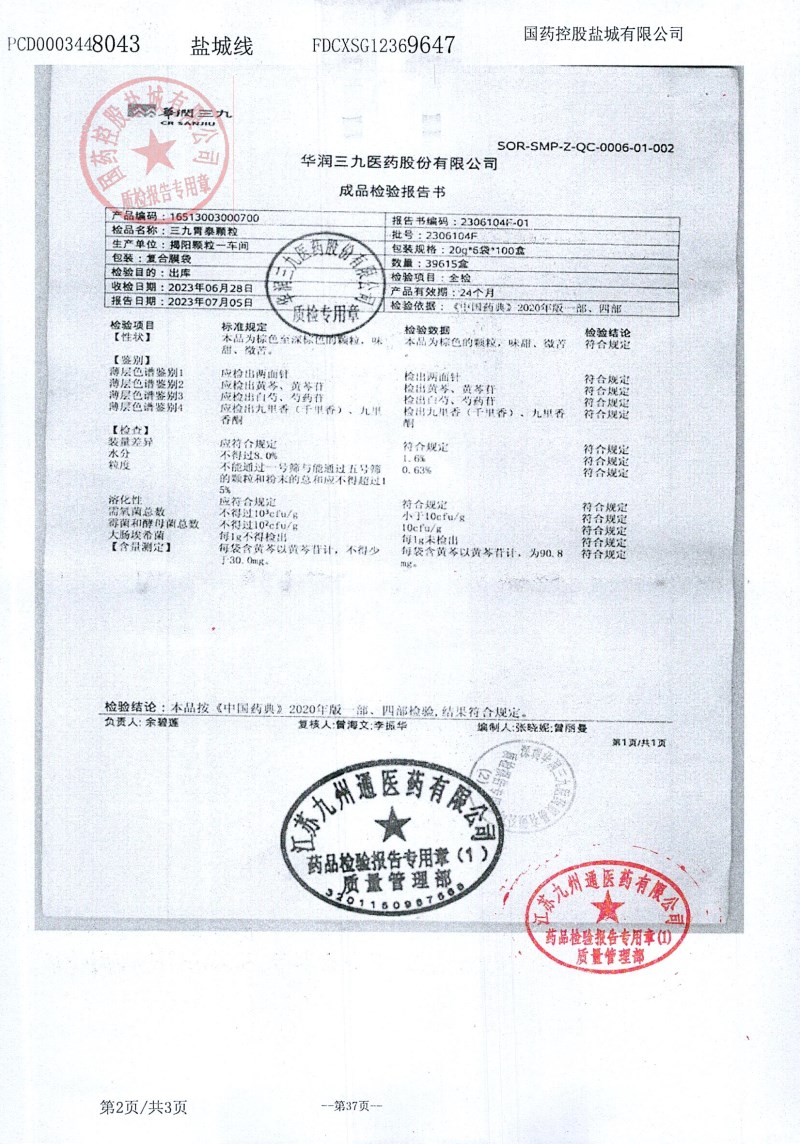 PCD0003448043 盐城线 FDCXSG12369647 国药控股盐城有限公司
华润三九
CR SANJIU
国药控股盐城有限公司
质检报告专用章
SOR-SMP-Z-QC-0006-01-002
华润三九医药股份有限公司
成品检验报告书
产品编码：16513003000700 报告书编码：2306104F-01
检品名称：三九胃泰颗粒 批号：2306104F
生产单位：揭阳颗粒一车间 包装规格：20g*6袋*100盒
包装：复合膜袋 数量：39615盒
检验目的：出库 检验项目：全检
收检日期：2023年06月28日 产品有效期：24个月
报告日期：2023年07月05日 检验依据：《中国药典》2020年版一部、四部
华润三九医药股份有限公司
质检专用章
检验项目 标准规定 检验数据 检验结论
【性状】 本品为棕色至深棕色的颗粒，味 本品为棕色的颗粒，味甜、微苦 符合规定
甜、微苦。
【鉴别】
薄层色谱鉴别1 应检出两面针 检出两面针 符合规定
薄层色谱鉴别2 应检出黄芩、黄芩苷 检出黄芩、黄芩苷 符合规定
薄层色谱鉴别3 应检出白芍、芍药苷 检出白芍、芍药苷 符合规定
薄层色谱鉴别4 应检出九里香（千里香）、九里 检出九里香（千里香）、九里香 符合规定
香酮 酮
【检查】
装量差异 应符合规定 符合规定 符合规定
水分 不得过8.0% 1.6% 符合规定
粒度 不能通过一号筛与能通过五号筛 0.63% 符合规定
的颗粒和粉末的总和应不得超过1
5%
溶化性 应符合规定 符合规定 符合规定
需氧菌总数 不得过10³cfu/g 小于10cfu/g 符合规定
霉菌和酵母菌总数 不得过10²cfu/g 10cfu/g 符合规定
大肠埃希菌 每1g不得检出 每1g未检出 符合规定
【含量测定】 每袋含黄芩以黄芩苷计，不得少 每袋含黄芩以黄芩苷计，为90.8 符合规定
于30.0mg。 mg。
检验结论：本品按《中国药典》2020年版一部、四部检验,结果符合规定。
负责人：余碧莲 复核人:曾海文;李振华 编制人:张晓妮;曾丽曼
第1页/共1页
江苏九州通医药有限公司
药品检验报告专用章（1）
质量管理部
江苏九州通医药有限公司
药品检验报告专用章(1)
质量管理部
第2页/共3页 --第37页--